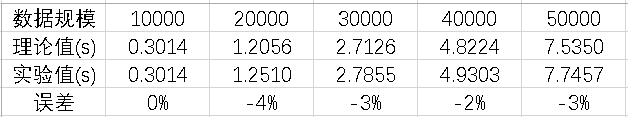 数据规模 10000 20000 30000 40000 50000
理论值(s) 0.3014 1.2056 2.7126 4.8224 7.5350
实验值(s) 0.3014 1.2510 2.7855 4.9303 7.7457
误差 0% -4% -3% -2% -3%